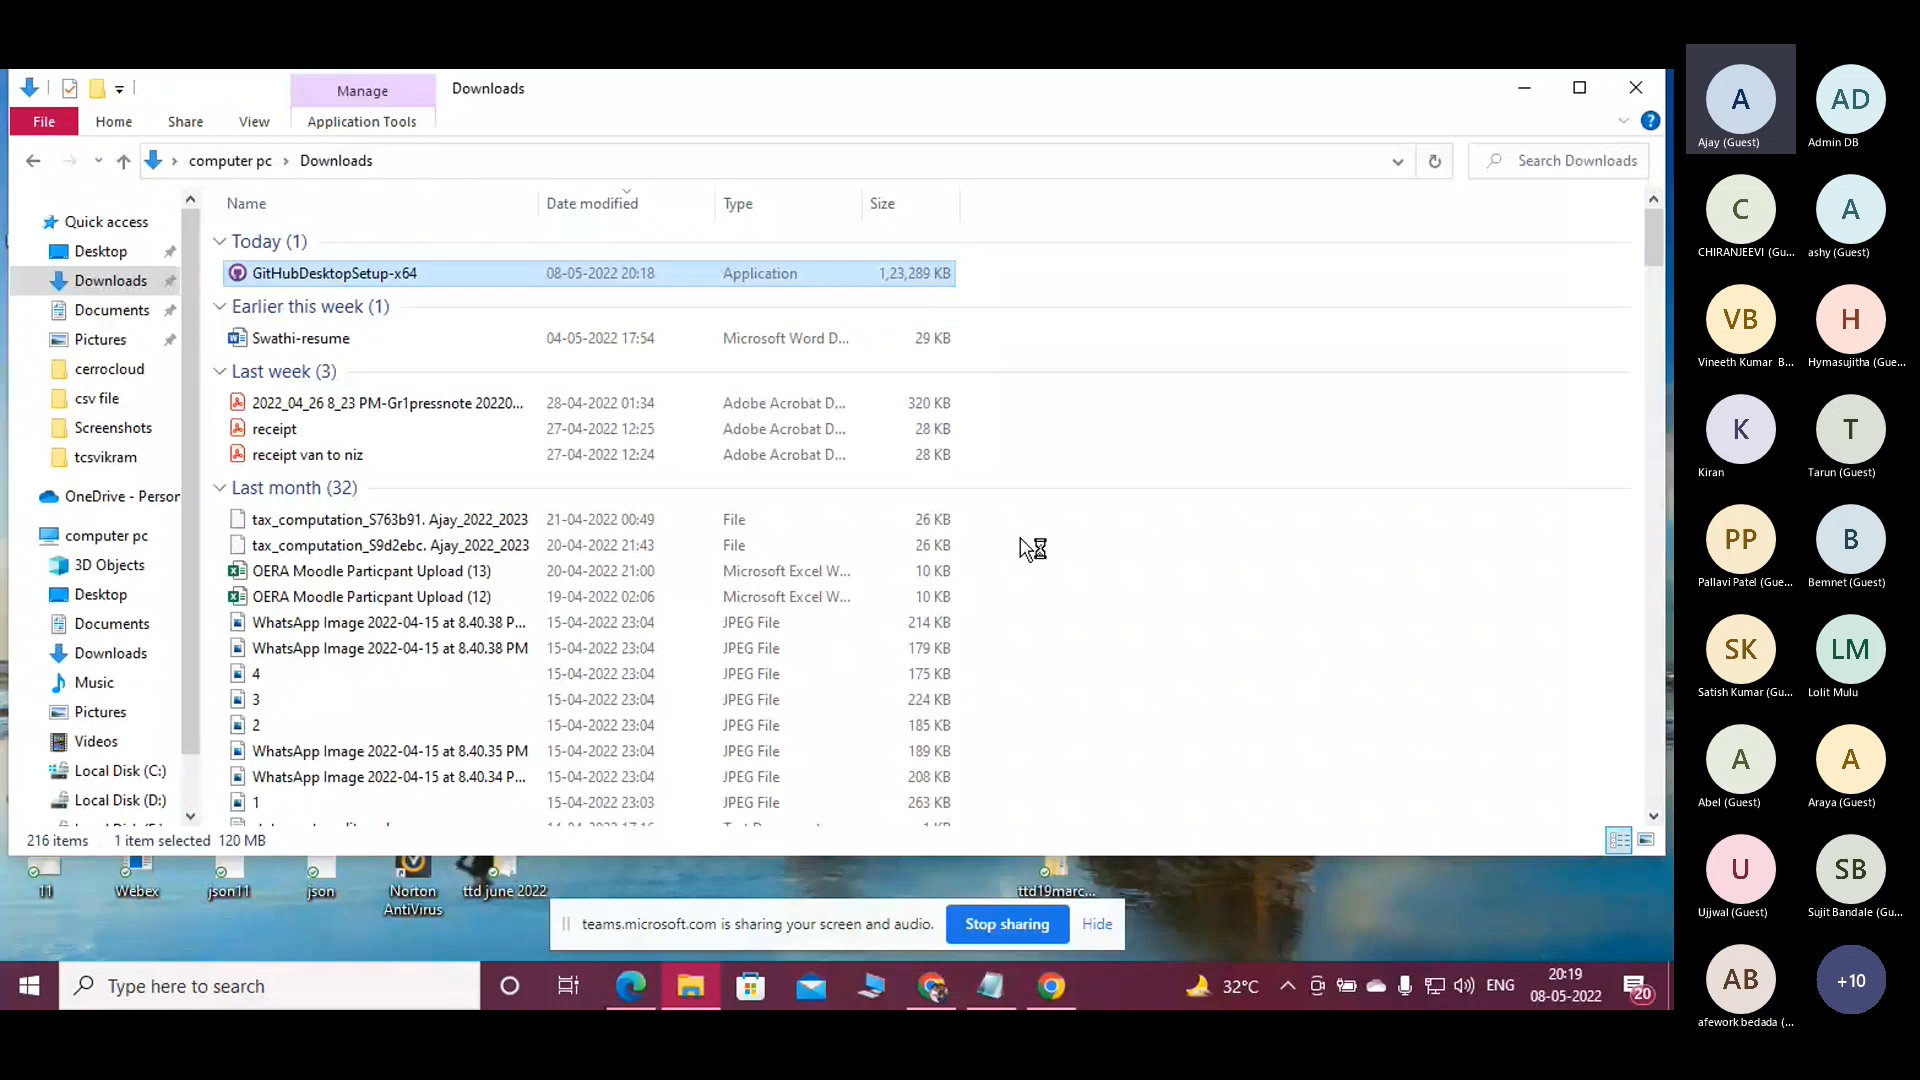 Manage
Downloads
File
Home
Share
View
Application Tools
computer pc
Downloads
Search Downloads
Name
Date modified
Type
Size
Quick access
Desktop
Downloads
Documents
Pictures
cerrocloud
csv file
Screenshots
tcsvikram
OneDrive - Person
computer pc
3D Objects
Desktop
Documents
Downloads
Music
Pictures
Videos
Local Disk (C:)
Local Disk (D:)
Today (1)
GitHubDesktopSetup-x64 08-05-2022 20:18 Application 1,23,289 KB
Earlier this week (1)
Swathi-resume 04-05-2022 17:54 Microsoft Word D... 29 KB
Last week (3)
2022_04_26 8_23 PM-Gr1pressnote 20220... 28-04-2022 01:34 Adobe Acrobat D... 320 KB
receipt 27-04-2022 12:25 Adobe Acrobat D... 28 KB
receipt van to niz 27-04-2022 12:24 Adobe Acrobat D... 28 KB
Last month (32)
tax_computation_S763b91. Ajay_2022_2023 21-04-2022 00:49 File 26 KB
tax_computation_S9d2ebc. Ajay_2022_2023 20-04-2022 21:43 File 26 KB
OERA Moodle Particpant Upload (13) 20-04-2022 21:00 Microsoft Excel W... 10 KB
OERA Moodle Particpant Upload (12) 19-04-2022 02:06 Microsoft Excel W... 10 KB
WhatsApp Image 2022-04-15 at 8.40.38 P... 15-04-2022 23:04 JPEG File 214 KB
WhatsApp Image 2022-04-15 at 8.40.38 PM 15-04-2022 23:04 JPEG File 179 KB
4 15-04-2022 23:04 JPEG File 175 KB
3 15-04-2022 23:04 JPEG File 224 KB
2 15-04-2022 23:04 JPEG File 185 KB
WhatsApp Image 2022-04-15 at 8.40.35 PM 15-04-2022 23:04 JPEG File 189 KB
WhatsApp Image 2022-04-15 at 8.40.34 P... 15-04-2022 23:04 JPEG File 208 KB
1 15-04-2022 23:03 JPEG File 263 KB
216 items 1 item selected 120 MB
11
Webex
json11
json
Norton
AntiVirus
ttd june 2022
ttd19marc...
teams.microsoft.com is sharing your screen and audio.
Stop sharing
Hide
Type here to search
32°C
ENG
20:19
08-05-2022
20
A
Ajay (Guest)
AD
Admin DB
C
CHIRANJEEVI (Gu...
A
ashy (Guest)
VB
Vineeth Kumar B...
H
Hymasujitha (Gue...
K
Kiran
T
Tarun (Guest)
PP
Pallavi Patel (Gue...
B
Bemnet (Guest)
SK
Satish Kumar (Gu...
LM
Lolit Mulu
A
Abel (Guest)
A
Araya (Guest)
U
Ujjwal (Guest)
SB
Sujit Bandale (Gu...
AB
afework bedada (...
+10